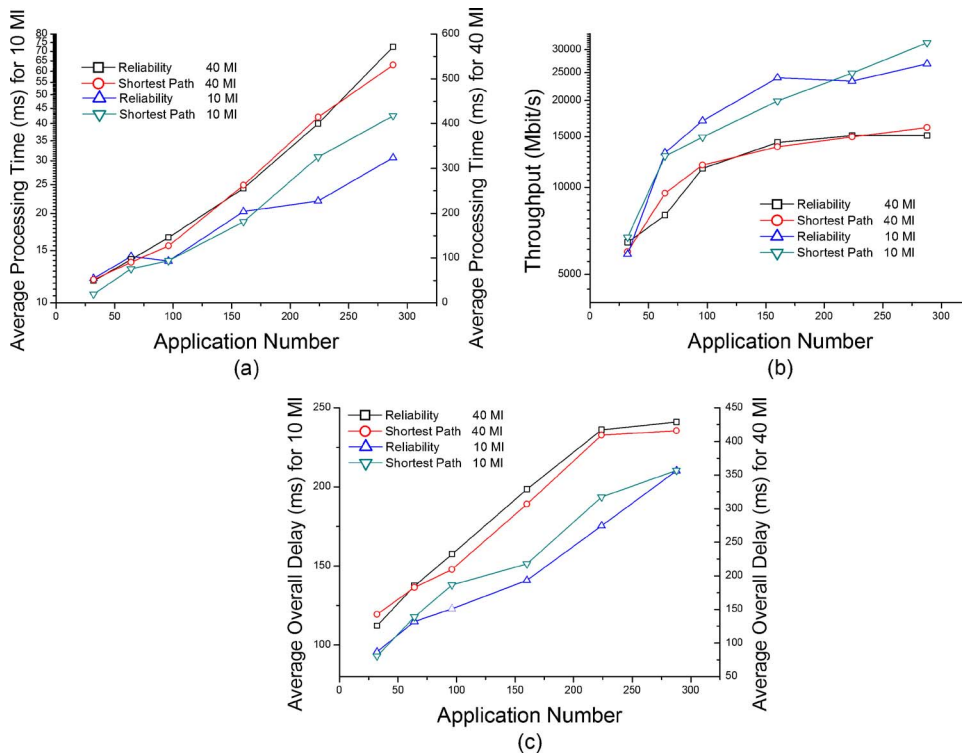 Average Processing Time (ms) for 10 MI
80
75
70
65
60
55
50
45
40
35
30
25
20
15
10
Reliability 40 MI
Shortest Path 40 MI
Reliability 10 MI
Shortest Path 10 MI
600
500
400
300
200
100
0
Average Processing Time (ms) for 40 MI
0 50 100 150 200 250 300
Application Number
(a)
Throughput (Mbit/s)
30000
25000
20000
15000
10000
5000
Reliability 40 MI
Shortest Path 40 MI
Reliability 10 MI
Shortest Path 10 MI
0 50 100 150 200 250 300
Application Number
(b)
Average Overall Delay (ms) for 10 MI
250
200
150
100
Reliability 40 MI
Shortest Path 40 MI
Reliability 10 MI
Shortest Path 10 MI
450
400
350
300
250
200
150
100
50
Average Overall Delay (ms) for 40 MI
0 50 100 150 200 250 300
Application Number
(c)